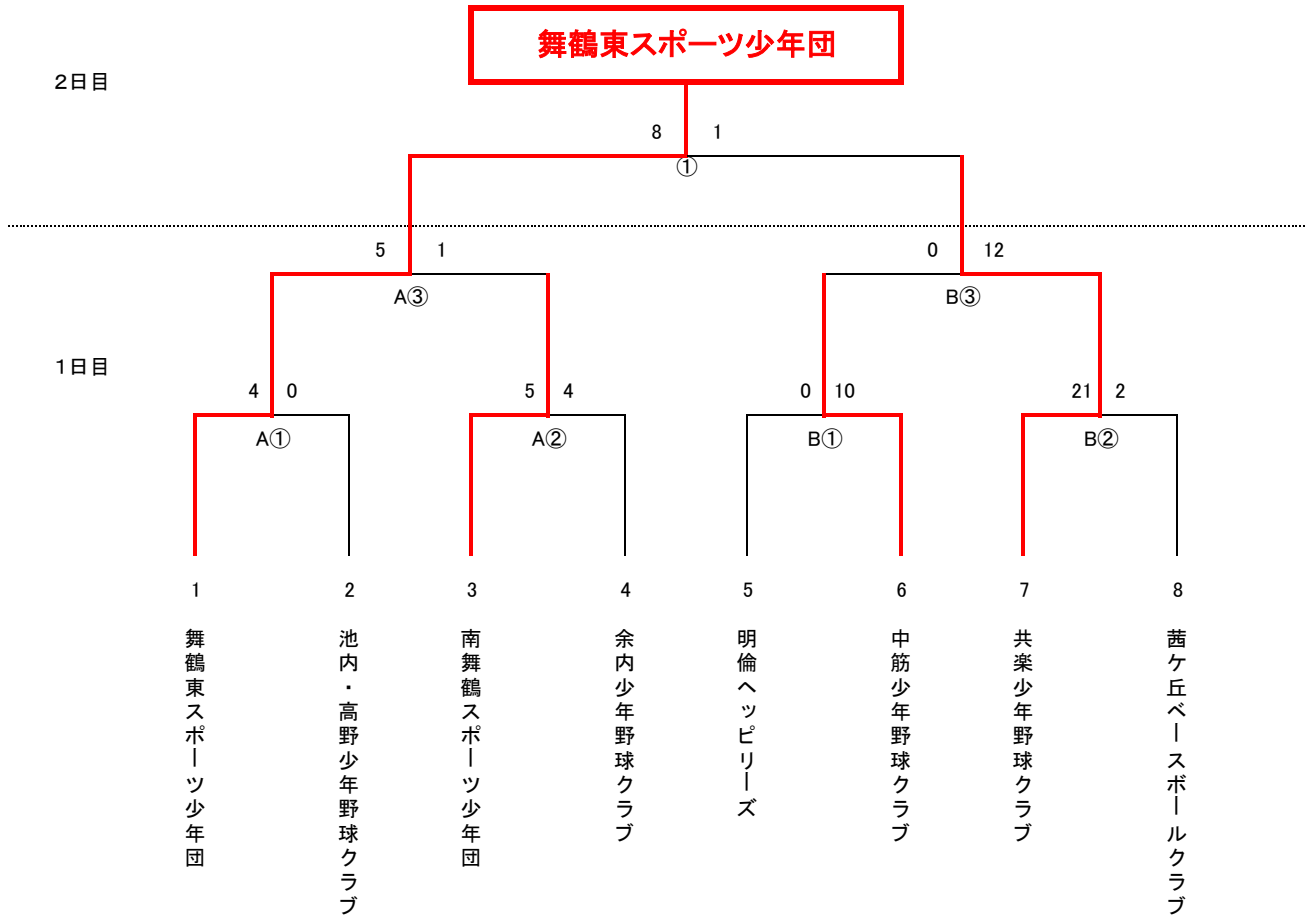 舞鶴東スポーツ少年団
2日目
8 1
①
5 1
0 12
A③
B③
1日目
4 0
5 4
0 10
21 2
A①
A②
B①
B②
1 2 3 4 5 6 7 8
舞鶴東スポーツ少年団
池内・高野少年野球クラブ
南舞鶴スポーツ少年団
余内少年野球クラブ
明倫ヘッピリーズ
中筋少年野球クラブ
共楽少年野球クラブ
茜ケ丘ベースボールクラブ